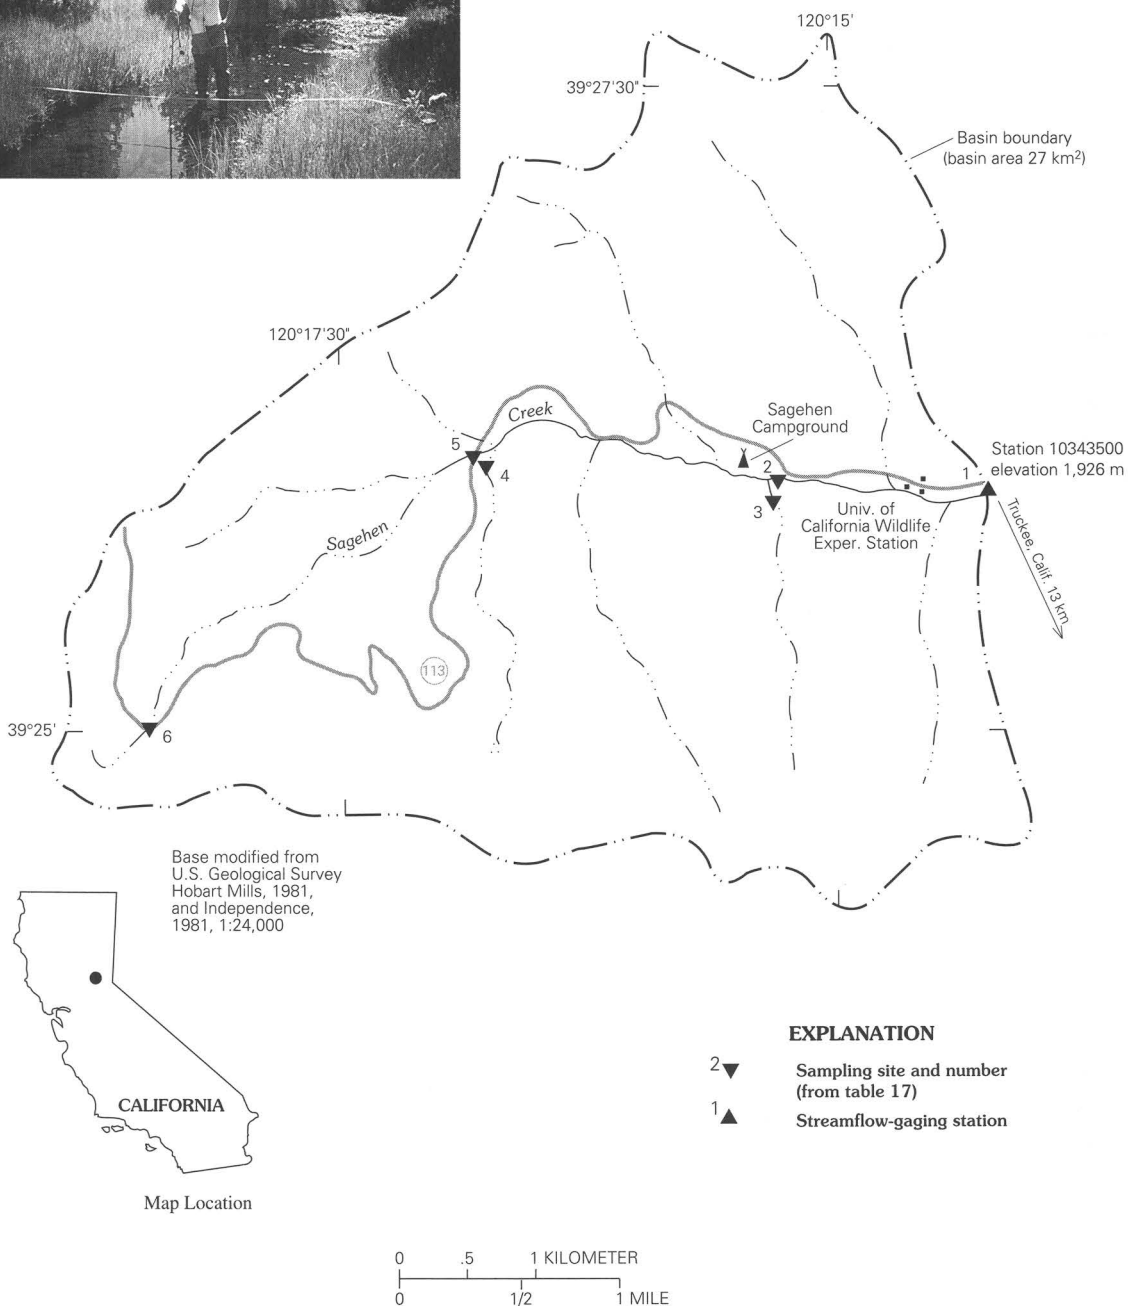 120°15'
39°27'30"
Basin boundary
(basin area 27 km²)
120°17'30"
Creek
Sagehen
Campground
5
4
2
3
1
Station 10343500
elevation 1,926 m
Univ. of
California Wildlife
Exper. Station
Sagehen
Truckee, Calif. 13 km
113
39°25'
6
Base modified from
U.S. Geological Survey
Hobart Mills, 1981,
and Independence,
1981, 1:24,000
CALIFORNIA
Map Location
EXPLANATION
2 Sampling site and number
(from table 17)
1 Streamflow-gaging station
0 .5 1 KILOMETER
0 1/2 1 MILE